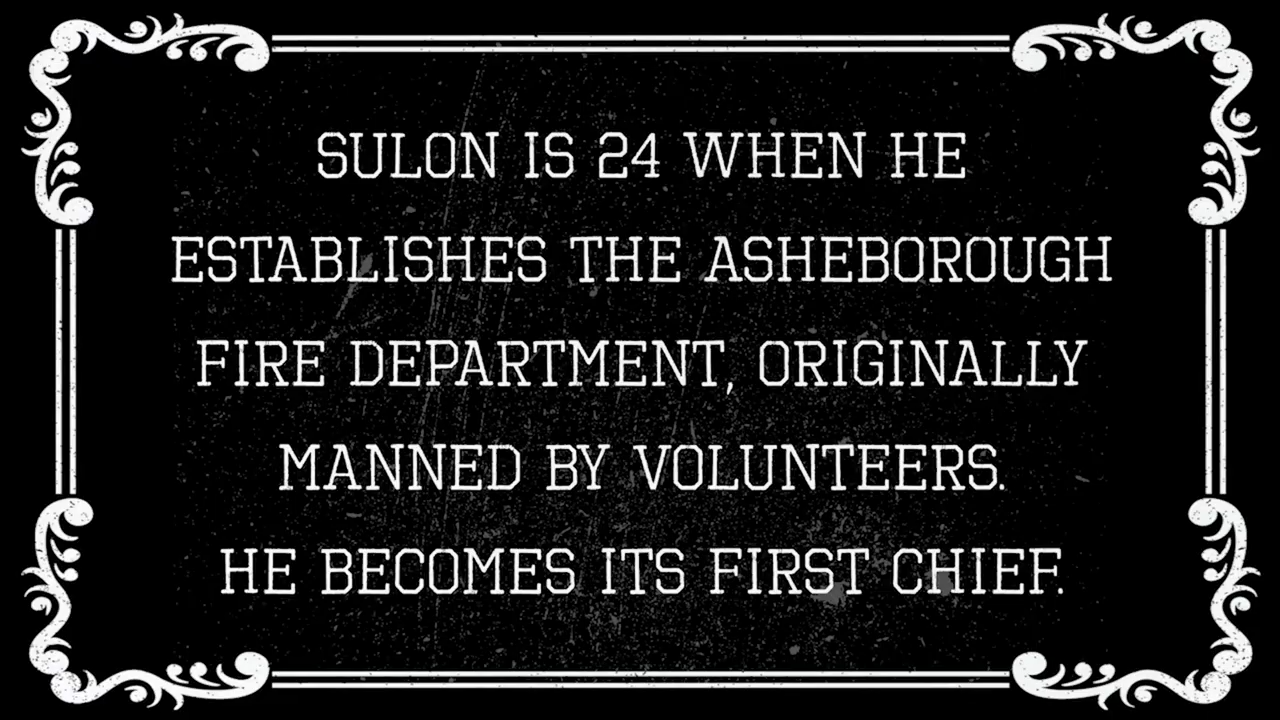 SULON IS 24 WHEN HE
ESTABLISHES THE ASHEBOROUGH
FIRE DEPARTMENT, ORIGINALLY
MANNED BY VOLUNTEERS.
HE BECOMES ITS FIRST CHIEF.